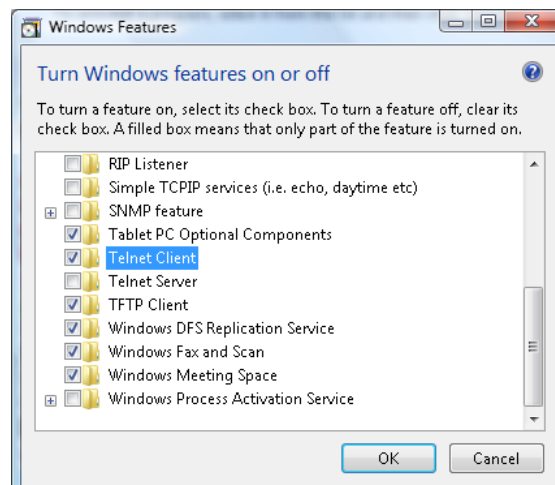 Windows Features
Turn Windows features on or off
To turn a feature on, select its check box. To turn a feature off, clear its
check box. A filled box means that only part of the feature is turned on.
RIP Listener
Simple TCPIP services (i.e. echo, daytime etc)
SNMP feature
Tablet PC Optional Components
Telnet Client
Telnet Server
TFTP Client
Windows DFS Replication Service
Windows Fax and Scan
Windows Meeting Space
Windows Process Activation Service
OK
Cancel